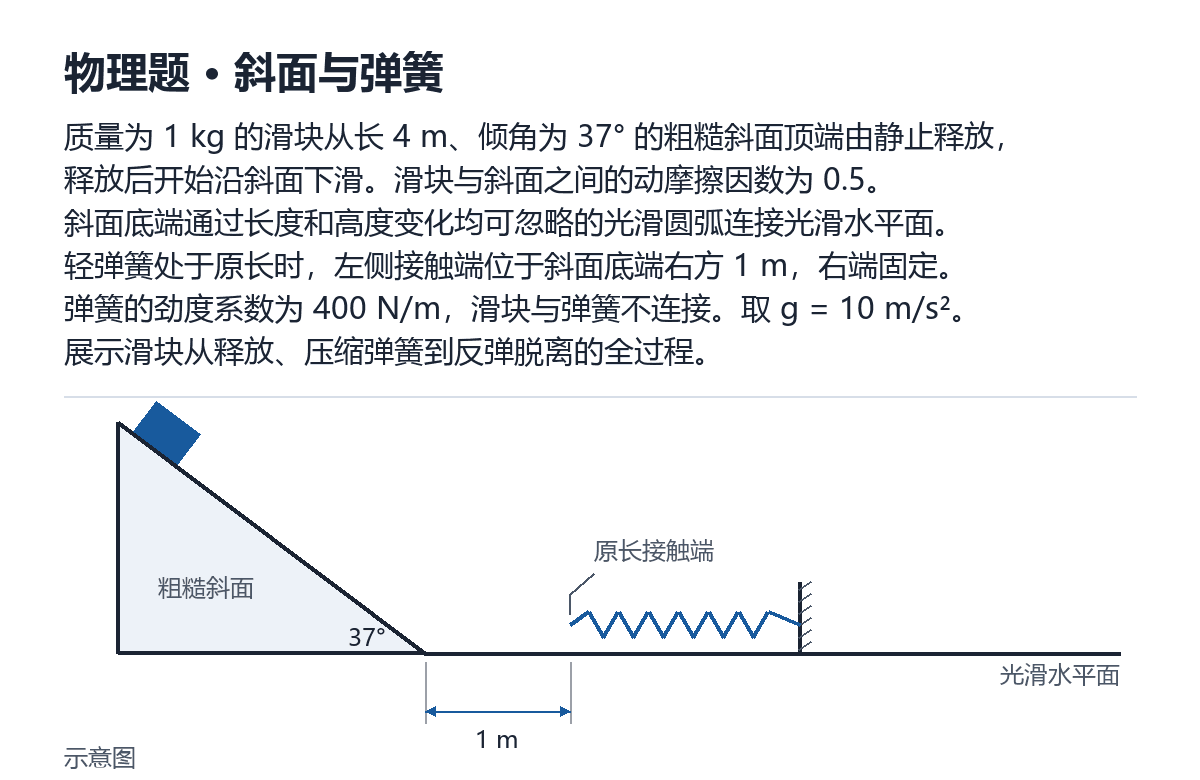 物理题 · 斜面与弹簧
质量为 1 kg 的滑块从长 4 m、倾角为 37° 的粗糙斜面顶端由静止释放，
释放后开始沿斜面下滑。滑块与斜面之间的动摩擦因数为 0.5。
斜面底端通过长度和高度变化均可忽略的光滑圆弧连接光滑水平面。
轻弹簧处于原长时，左侧接触端位于斜面底端右方 1 m，右端固定。
弹簧的劲度系数为 400 N/m，滑块与弹簧不连接。取 g = 10 m/s²。
展示滑块从释放、压缩弹簧到反弹脱离的全过程。
原长接触端
粗糙斜面
37°
光滑水平面
1 m
示意图